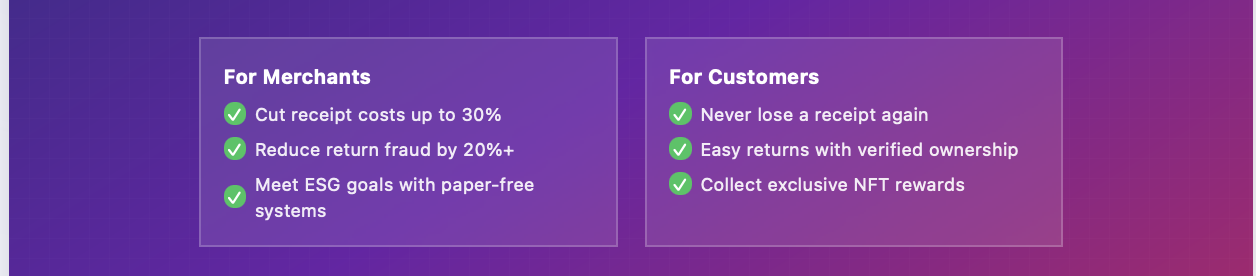 For Merchants
Cut receipt costs up to 30%
Reduce return fraud by 20%+
Meet ESG goals with paper-free
systems
For Customers
Never lose a receipt again
Easy returns with verified ownership
Collect exclusive NFT rewards